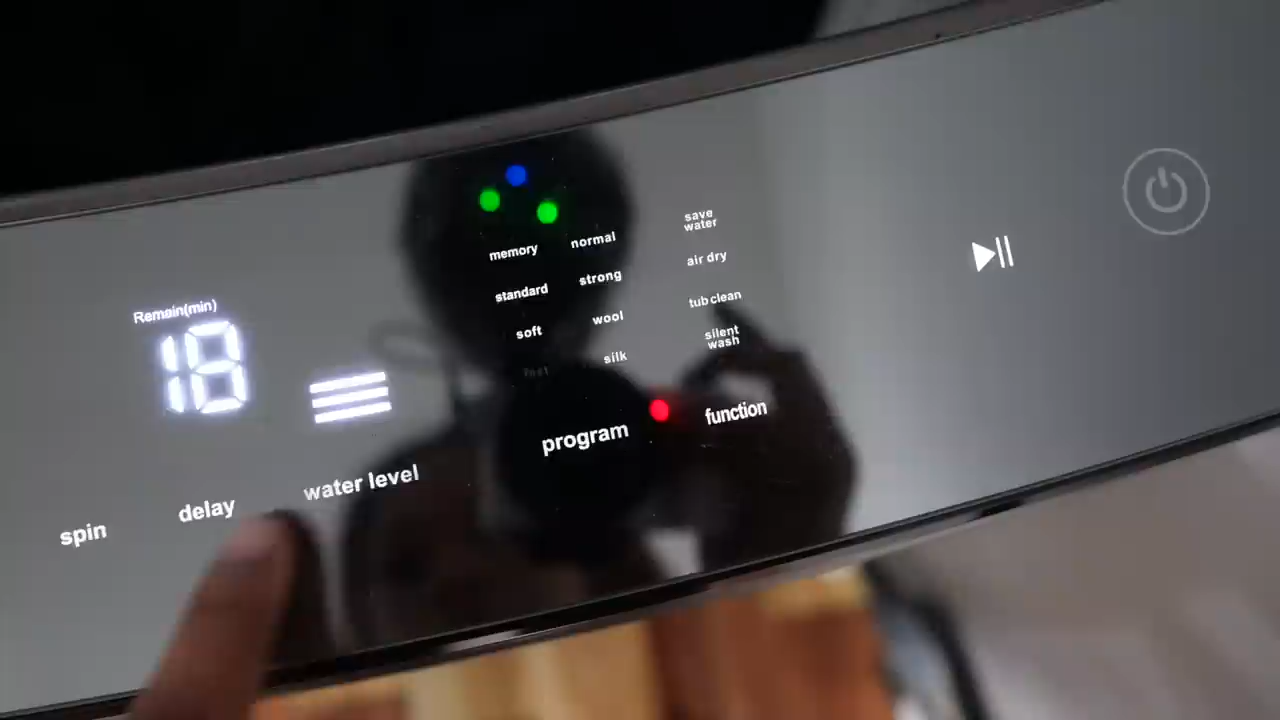 Remain(min)
18
spin
delay
water level
memory
standard
soft
fast
program
normal
strong
wool
silk
save
water
air dry
tub clean
silent
wash
function